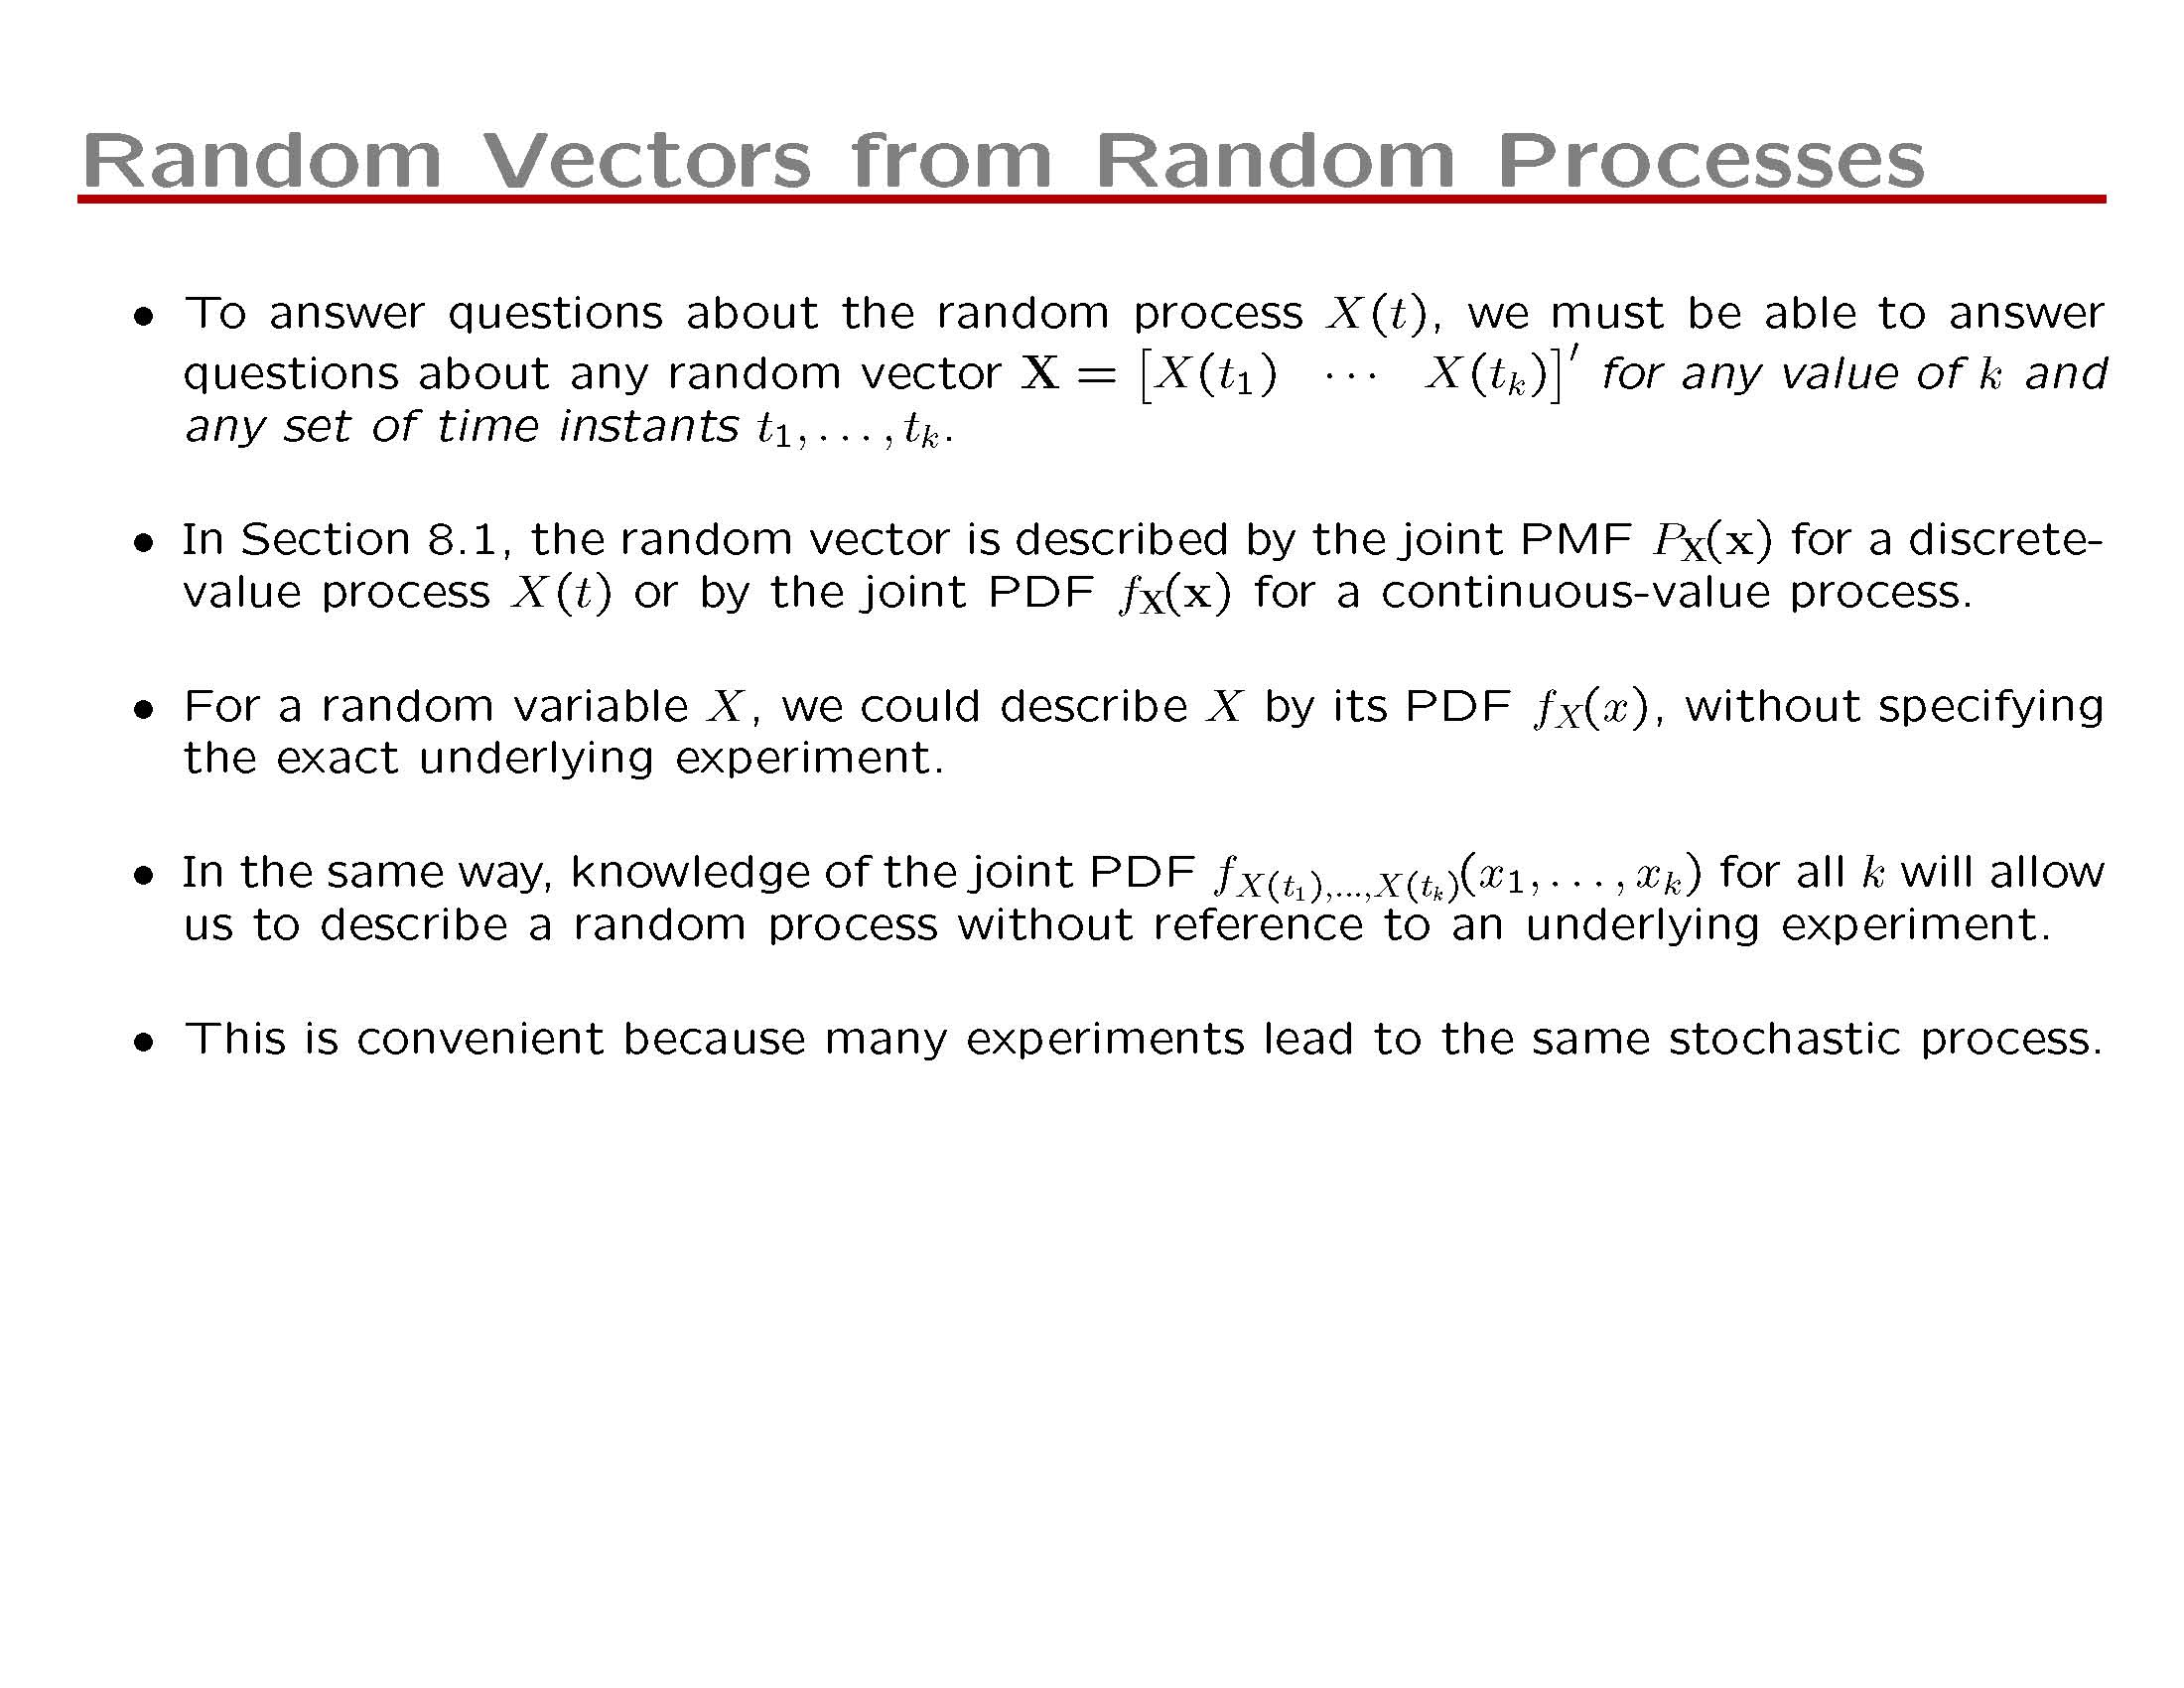 Random Vectors from Random Processes
• To answer questions about the random process X(t), we must be able to answer
questions about any random vector X = [X(t₁) ⋯ X(tₖ)]′ for any value of k and
any set of time instants t₁, . . . , tₖ.
• In Section 8.1, the random vector is described by the joint PMF P_X(x) for a discrete-
value process X(t) or by the joint PDF f_X(x) for a continuous-value process.
• For a random variable X, we could describe X by its PDF f_X(x), without specifying
the exact underlying experiment.
• In the same way, knowledge of the joint PDF f_{X(t₁),...,X(tₖ)}(x₁, . . . , xₖ) for all k will allow
us to describe a random process without reference to an underlying experiment.
• This is convenient because many experiments lead to the same stochastic process.